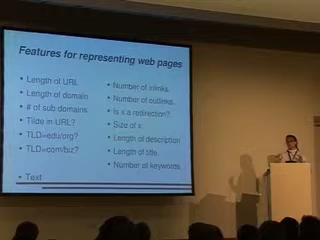 Features for representing web pages
Length of URL
Length of domain
# of sub domains
Tilde in URL?
TLD=edu/org?
TLD=com/biz?
Text
Number of inlinks.
Number of outlinks.
Is x a redirection?.
Size of x.
Length of description
Length of title.
Number of keywords